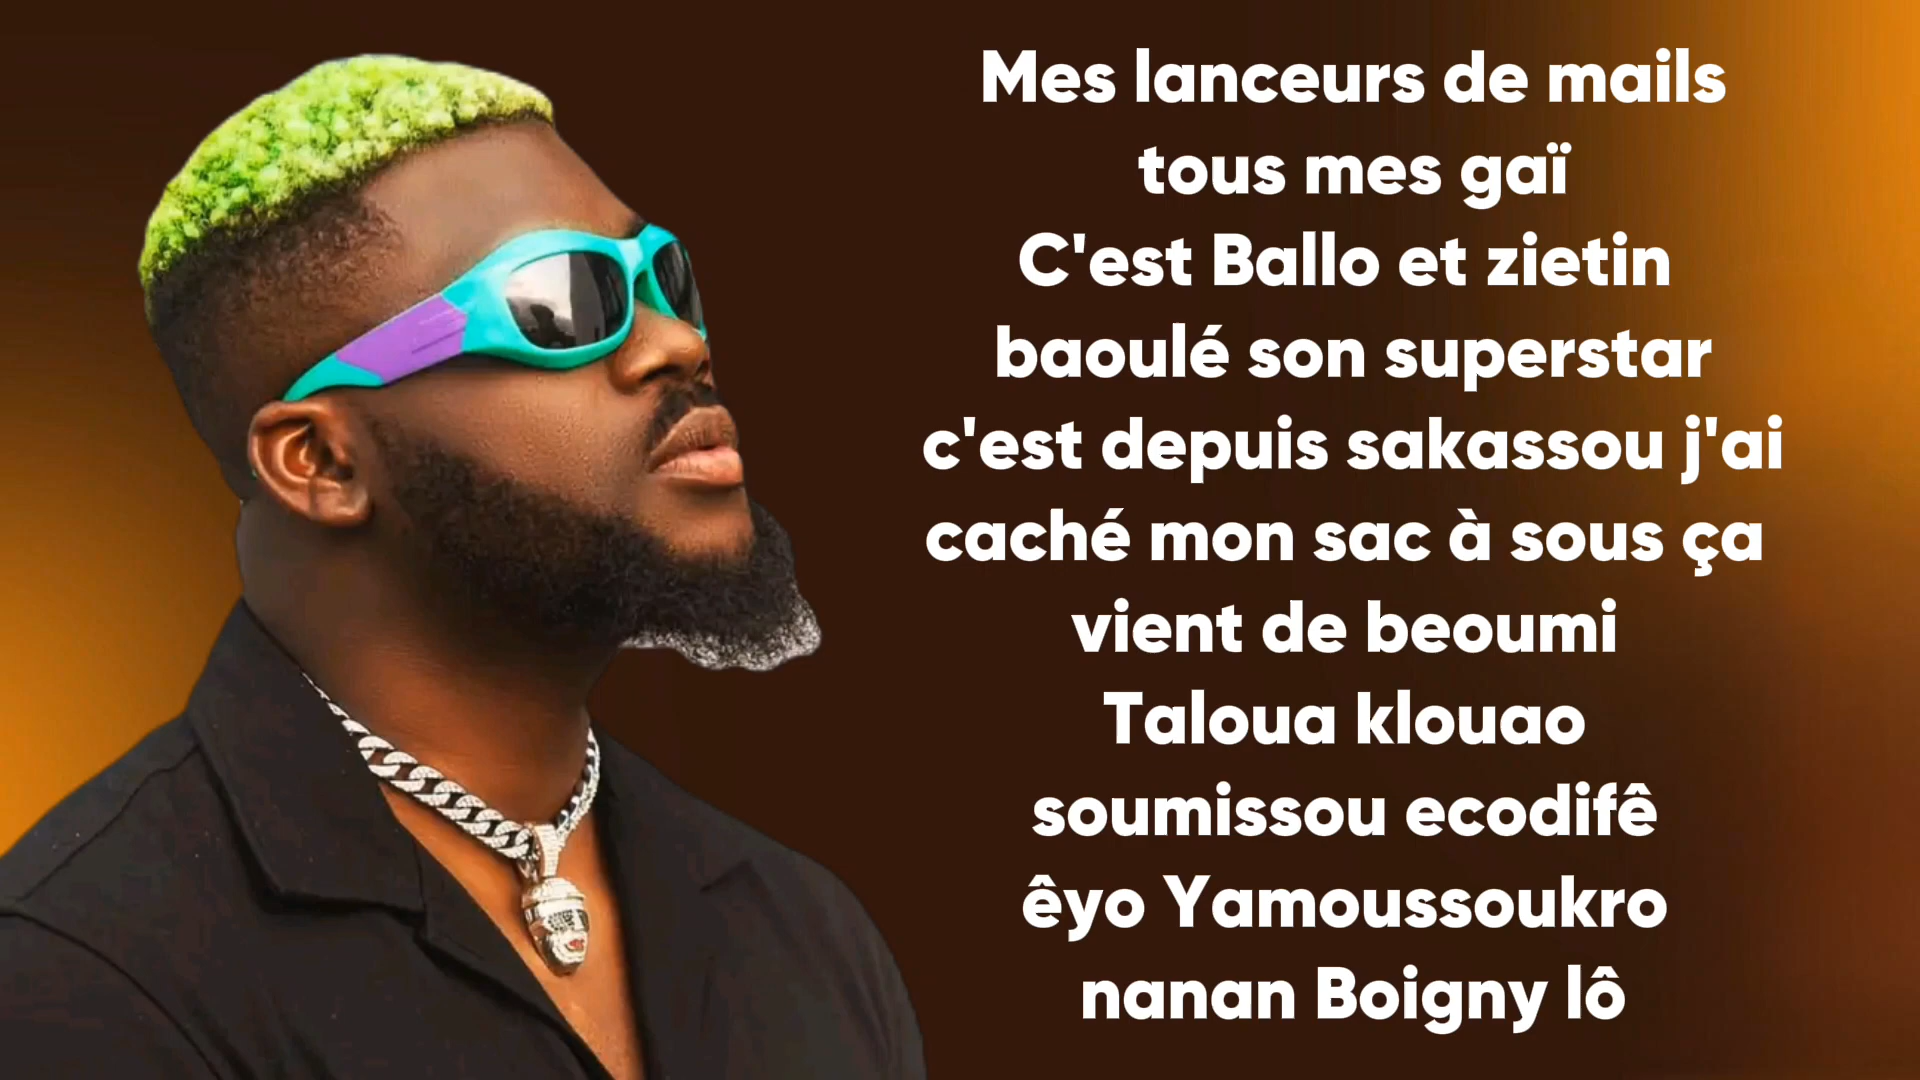 Mes lanceurs de mails
tous mes gaï
C'est Ballo et zietin
baoulé son superstar
c'est depuis sakassou j'ai
caché mon sac à sous ça
vient de beoumi
Taloua klouao
soumissou ecodifê
êyo Yamoussoukro
nanan Boigny lô